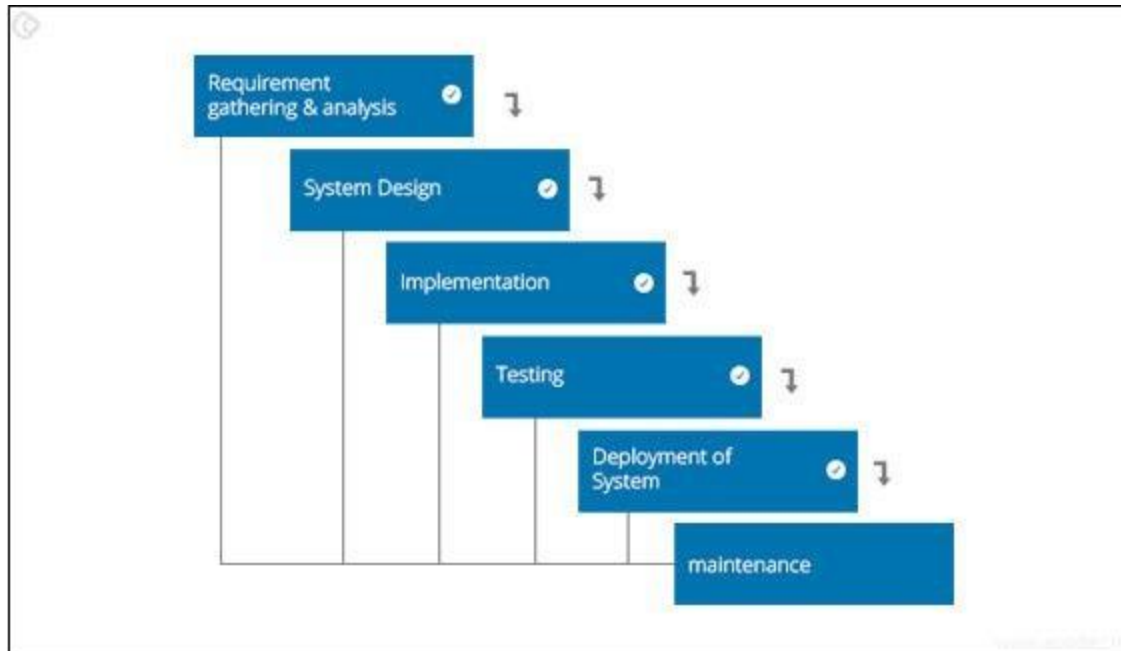 Requirement
gathering & analysis
System Design
Implementation
Testing
Deployment of
System
maintenance